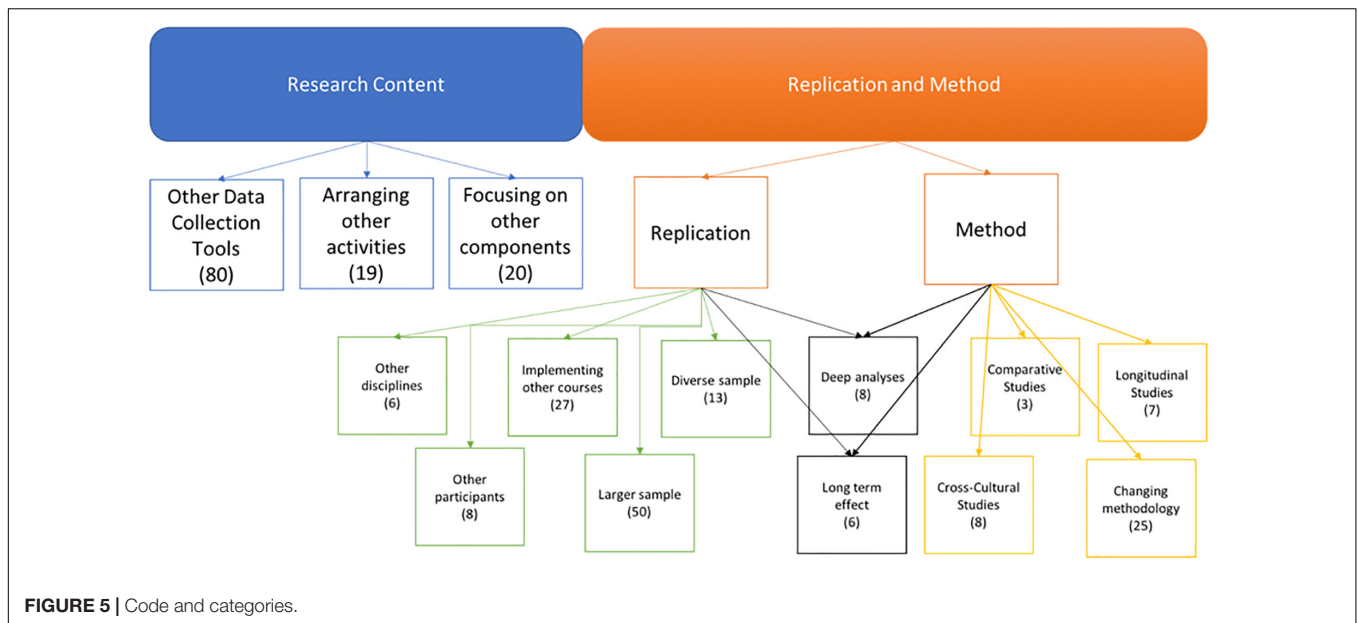 Research Content
Replication and Method
Other Data
Collection
Tools
(80)
Arranging
other
activities
(19)
Focusing on
other
components
(20)
Replication
Method
Other
disciplines
(6)
Implementing
other courses
(27)
Diverse sample
(13)
Deep analyses
(8)
Comparative
Studies
(3)
Longitudinal
Studies
(7)
Other
participants
(8)
Larger sample
(50)
Long term
effect
(6)
Cross-Cultural
Studies
(8)
Changing
methodology
(25)
FIGURE 5 | Code and categories.